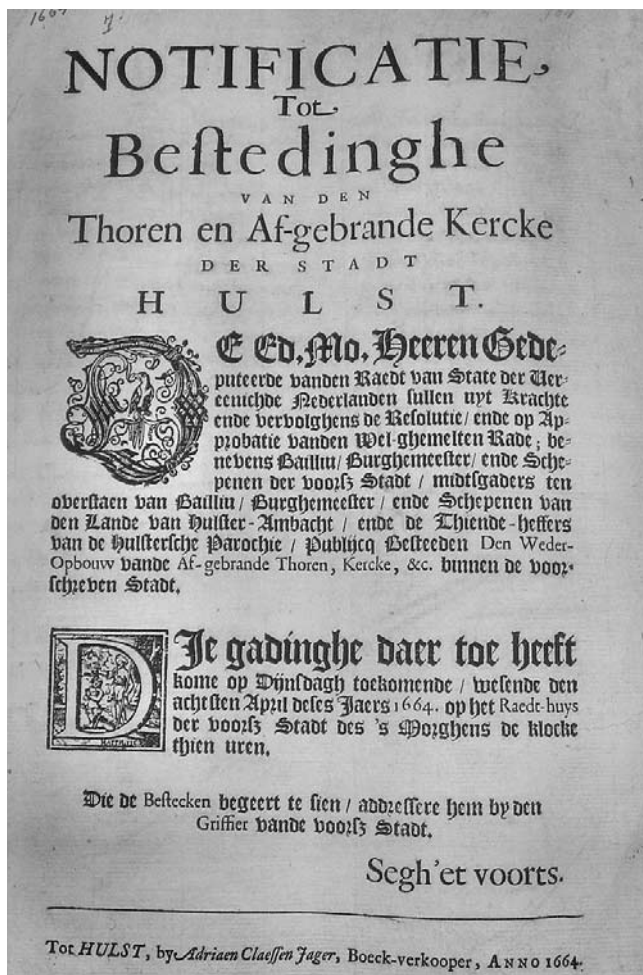 1664
NOTIFICATIE,
Tot
Beſtedinghe
VAN DEN
Thoren en Af-gebrande Kercke
DER STADT
HULST.
DE Ed. Mo. Heeren Gede-
puteerde vanden Raedt van State der Ver-
eenichde Nederlanden ſullen uyt Krachte
ende vervolghens de Reſolutie / ende op Ap-
probatie vanden Wel-ghemelten Rade; be-
nevens Bailliu / Burghemeeſter / ende Sche-
penen der voorſz Stadt / midtſgaders ten
overſtaen van Bailliu / Burghemeeſter / ende Schepenen van
den Lande van Hulſter-Ambacht / ende de Thiende-heffers
van de Hulſterſche Parochie / Publijcq Beſteeden Den Weder-
Opbouw vande Af-gebrande Thoren, Kercke, &c. binnen de voor-
ſchreven Stadt.
DIe gadinghe daer toe heeft
kome op Dijnſdagh toekomende / weſende den
achtſten April deſes Jaers 1664. op het Raedt-huys
der voorſz Stadt des 's Morghens de klocke
thien uren.
Die de Beſtecken begeert te ſien / addreſſere hem by den
Griffier vande voorſz Stadt.
Segh'et voorts.
Tot HULST, by Adriaen Claeſſen Jager, Boeck-verkooper, ANNO 1664.